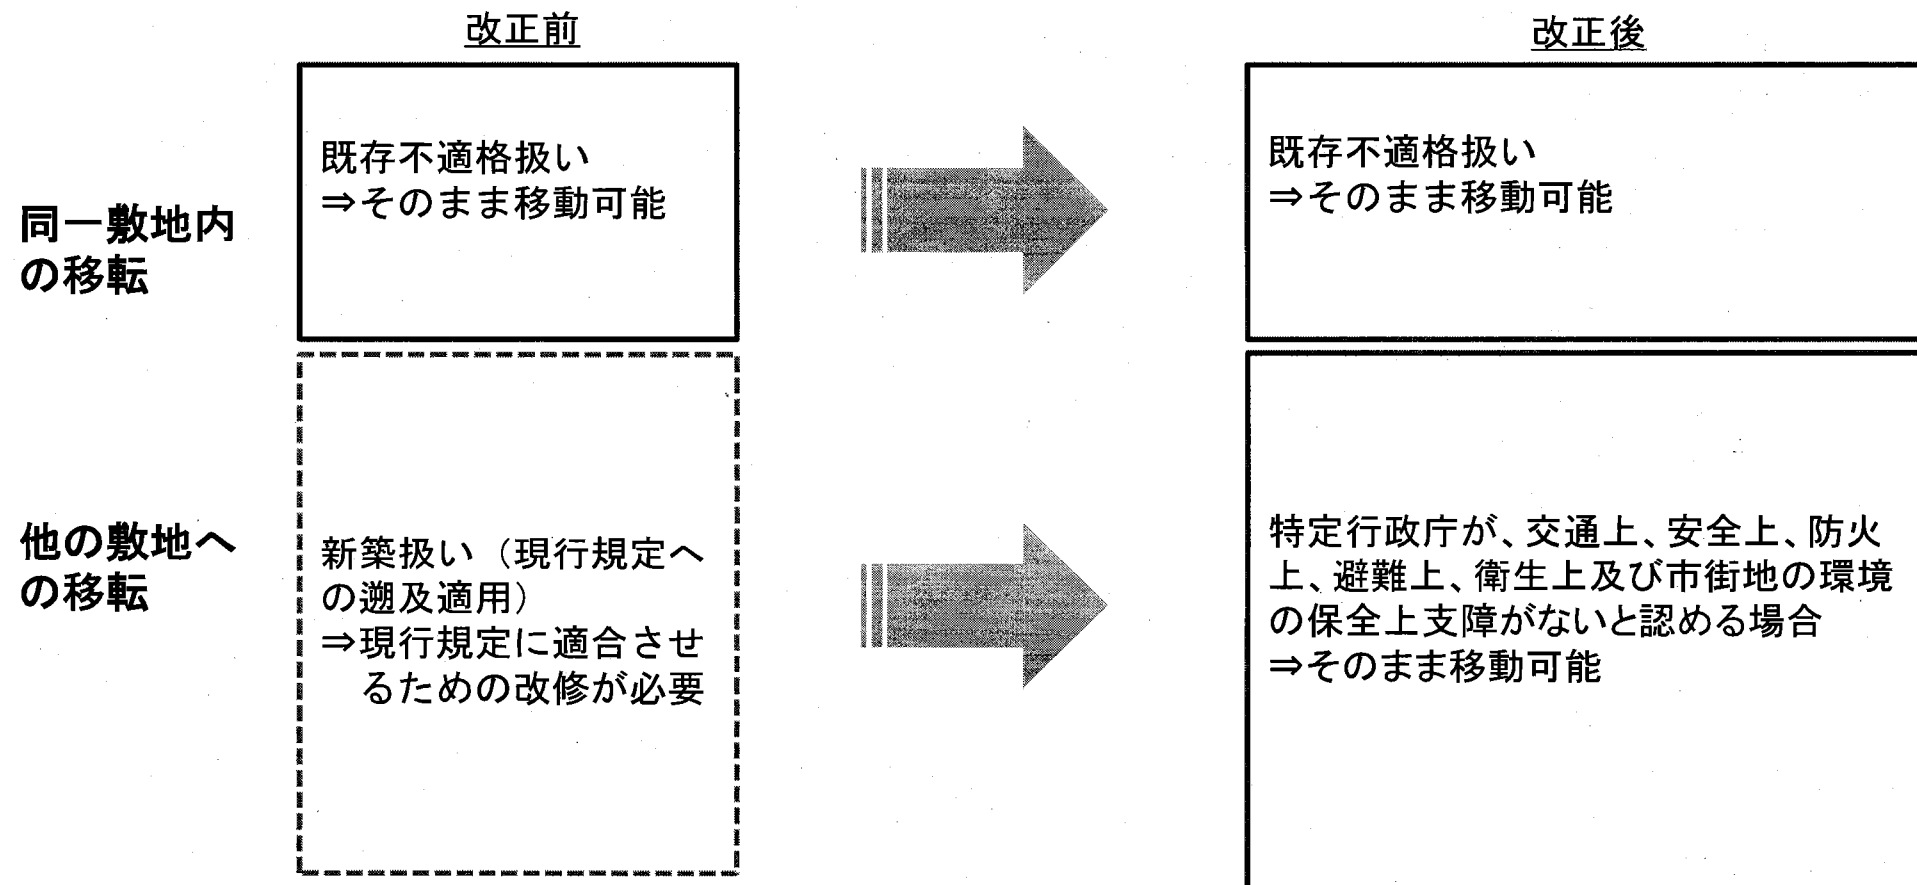 改正前
改正後
同一敷地内
の移転
既存不適格扱い
⇒そのまま移動可能
既存不適格扱い
⇒そのまま移動可能
他の敷地へ
の移転
新築扱い（現行規定へ
の遡及適用）
⇒現行規定に適合させ
るための改修が必要
特定行政庁が、交通上、安全上、防火
上、避難上、衛生上及び市街地の環境
の保全上支障がないと認める場合
⇒そのまま移動可能